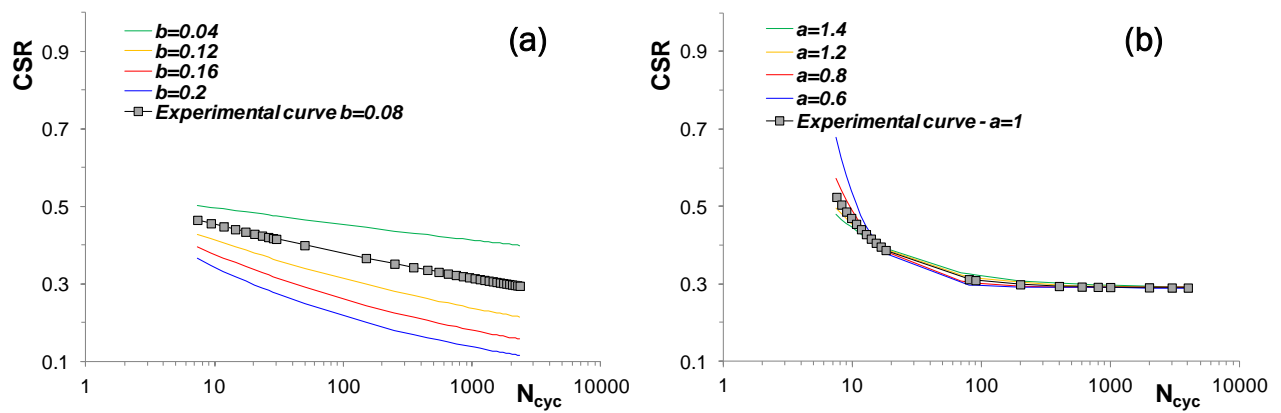 (a)
CSR
b=0.04
b=0.12
b=0.16
b=0.2
Experimental curve b=0.08
0.9
0.7
0.5
0.3
0.1
1
10
100
1000
10000
Ncyc
(b)
CSR
a=1.4
a=1.2
a=0.8
a=0.6
Experimental curve - a=1
0.9
0.7
0.5
0.3
0.1
1
10
100
1000
10000
Ncyc